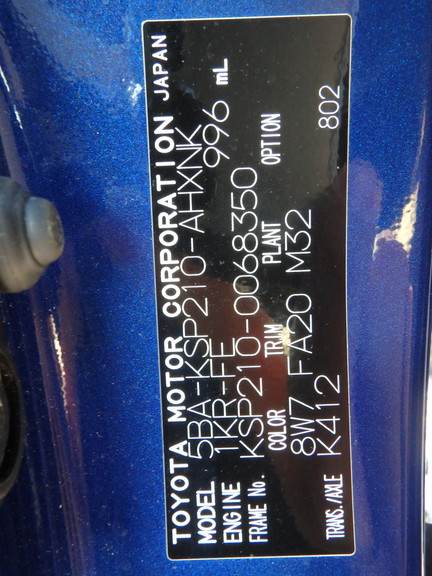 TOYOTA MOTOR CORPORATION JAPAN
MODEL 5BA-KSP210-AHXNK
ENGINE 1KR-FE 996 mL
FRAME No. KSP210-0068350
COLOR TRIM PLANT OPTION
8W7 FA20 M32
TRANS./AXLE K412 802